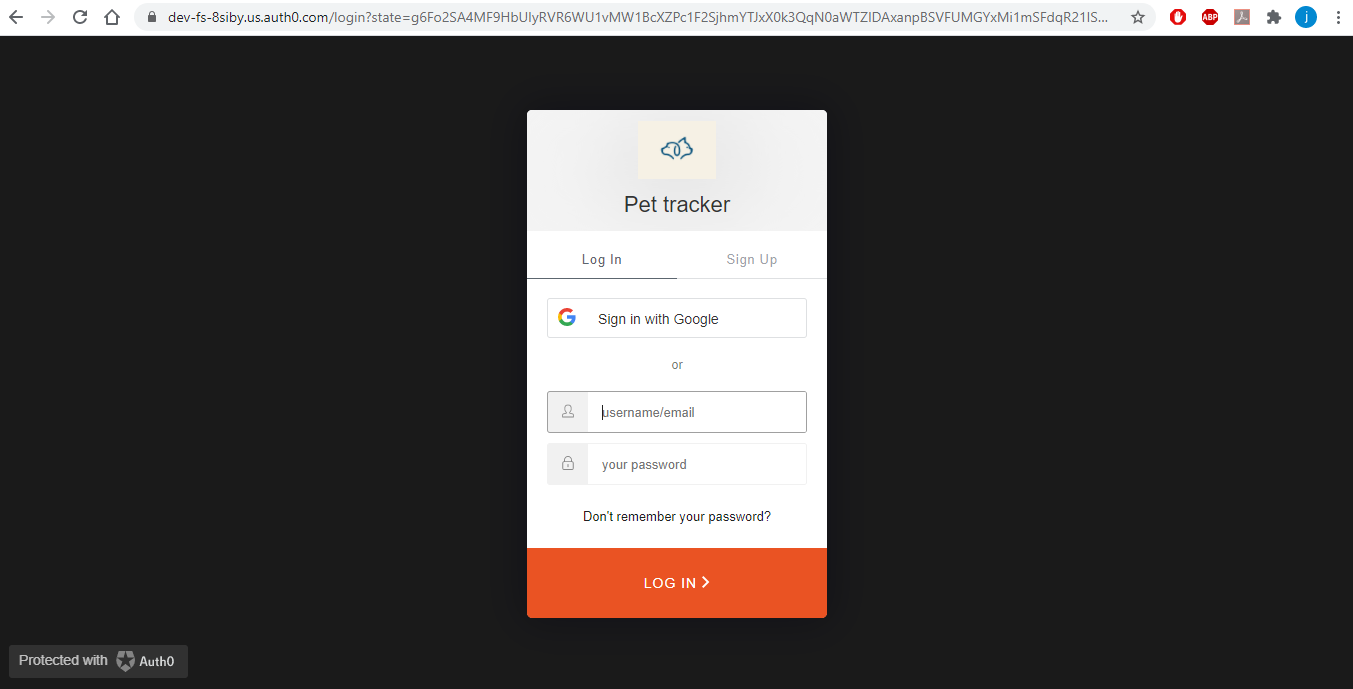 dev-fs-8siby.us.auth0.com/login?state=g6Fo2SA4MF9HbUlyRVR6WU1vMW1BcXZPc1F2SjhmYTJxX0k3QqN0aWTZIDAxanpBSVFUMGYxMi1mSFdqR21IS...
ABP
j
Pet tracker
Log In
Sign Up
Sign in with Google
or
username/email
your password
Don't remember your password?
LOG IN
Protected with Auth0